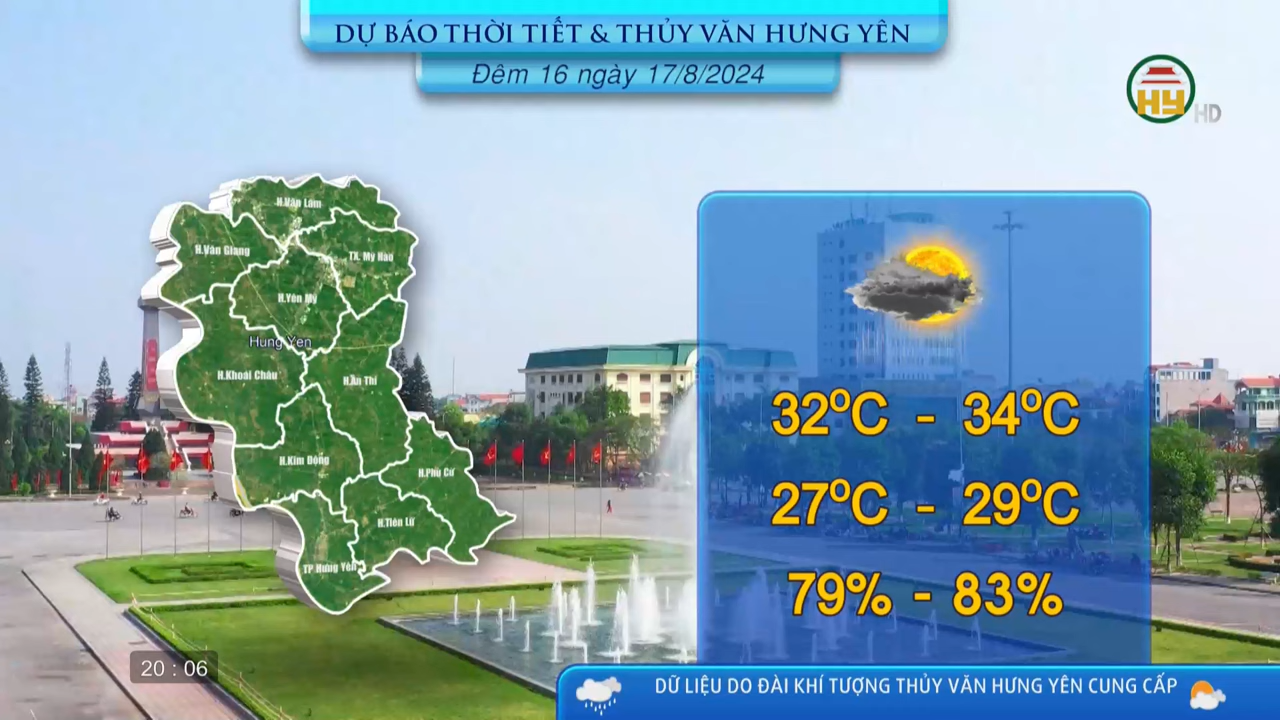 DỰ BÁO THỜI TIẾT & THỦY VĂN HƯNG YÊN
Đêm 16 ngày 17/8/2024
HY HD
H.Văn Lâm
H.Văn Giang
TX. Mỹ Hào
H.Yên Mỹ
Hung Yen
H.Khoái Châu
H.Ân Thi
H.Kim Động
H.Phù Cừ
H.Tiên Lữ
TP Hưng Yên
32ºC - 34ºC
27ºC - 29ºC
79% - 83%
20 : 06
DỮ LIỆU DO ĐÀI KHÍ TƯỢNG THỦY VĂN HƯNG YÊN CUNG CẤP